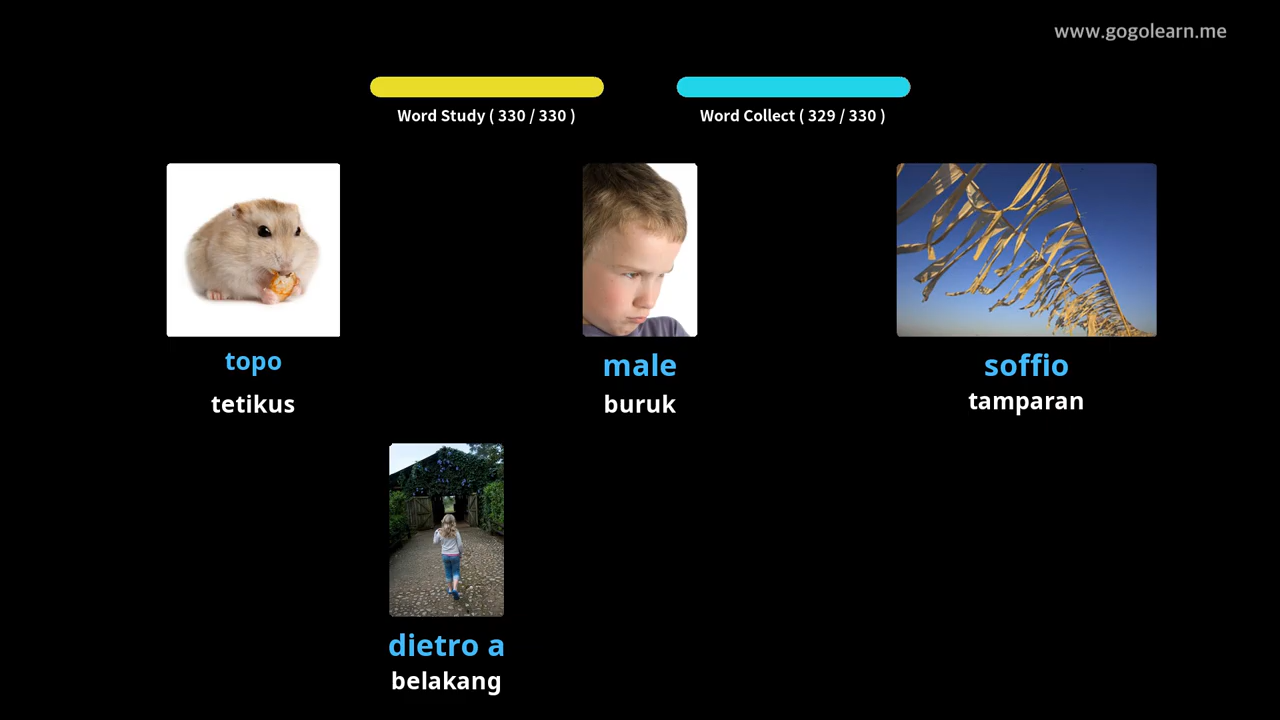 www.gogolearn.me
Word Study ( 330 / 330 )
Word Collect ( 329 / 330 )
topo
tetikus
male
buruk
soffio
tamparan
dietro a
belakang